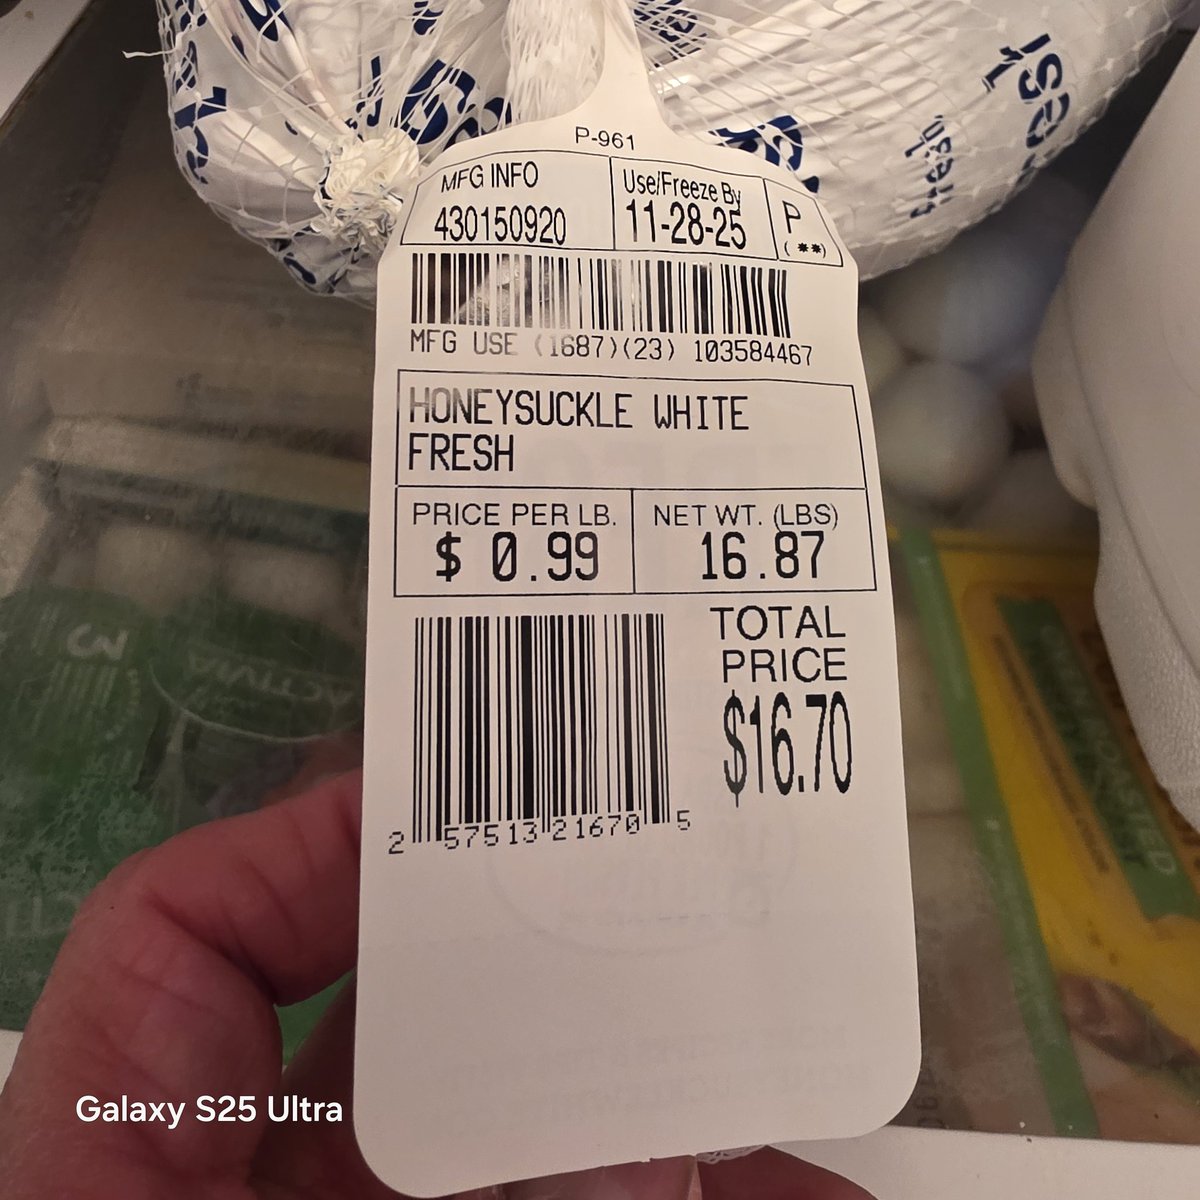 P-961
MFG INFO
430150920
Use/Freeze By
11-28-25
P
(**)
MFG USE (1687)(23) 103584467
HONEYSUCKLE WHITE
FRESH
PRICE PER LB.
$ 0.99
NET WT. (LBS)
16.87
TOTAL
PRICE
$16.70
2 57513 21670 5
ACTIVIA
Galaxy S25 Ultra